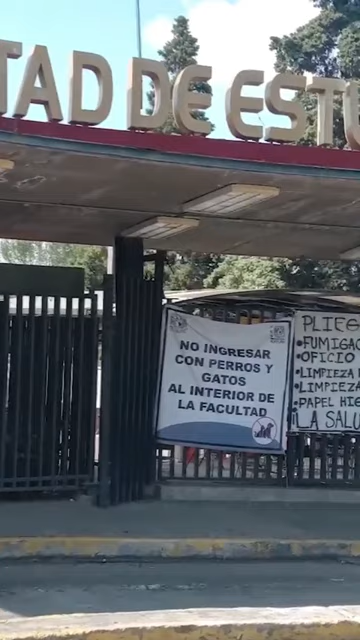 TAD DE ESTU
NO INGRESAR
CON PERROS Y
GATOS
AL INTERIOR DE
LA FACULTAD
PLIEG
•FUMIGAC
•OFICIO
•LIMPIEZA
•LIMPIEZA
•PAPEL HIG
¡LA SALU